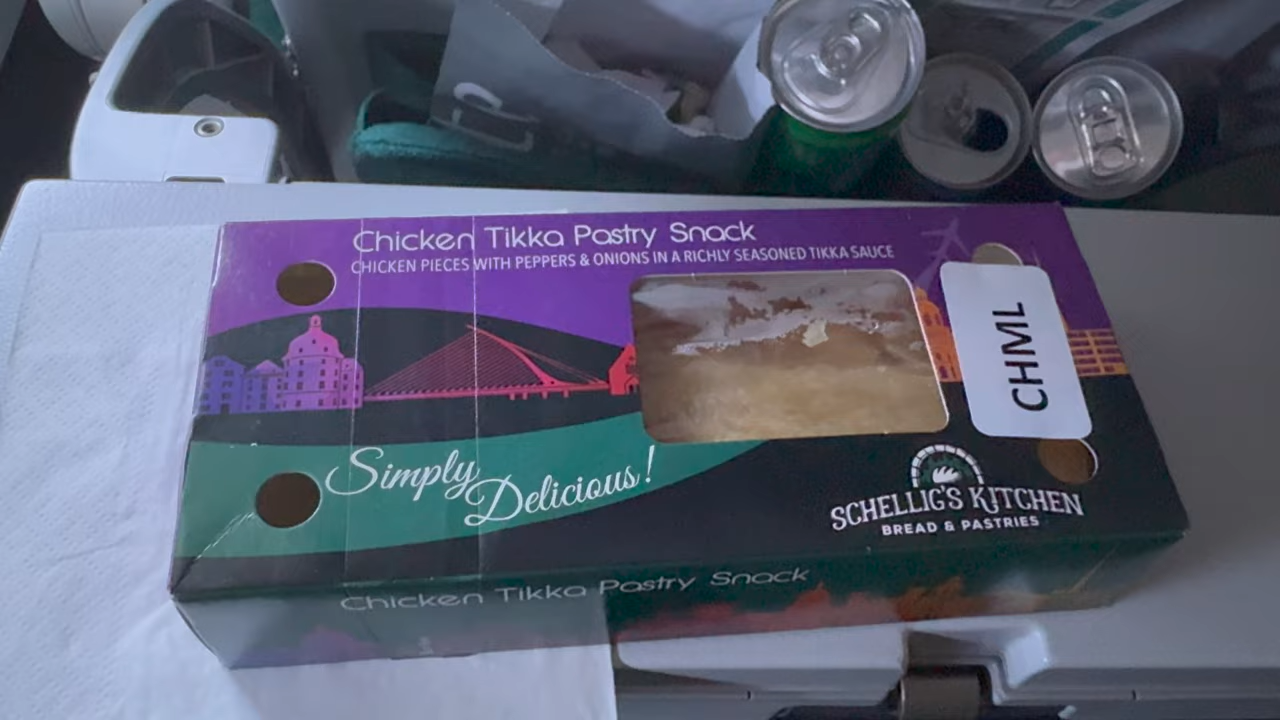 Chicken Tikka Pastry Snack
CHICKEN PIECES WITH PEPPERS & ONIONS IN A RICHLY SEASONED TIKKA SAUCE
CHML
Simply
Delicious!
SCHELLIG'S KITCHEN
BREAD & PASTRIES
Chicken Tikka Pastry Snack